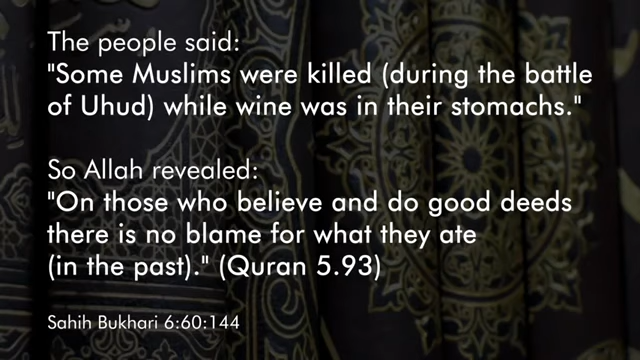 The people said:
"Some Muslims were killed (during the battle
of Uhud) while wine was in their stomachs."
So Allah revealed:
"On those who believe and do good deeds
there is no blame for what they ate
(in the past)." (Quran 5.93)
Sahih Bukhari 6:60:144